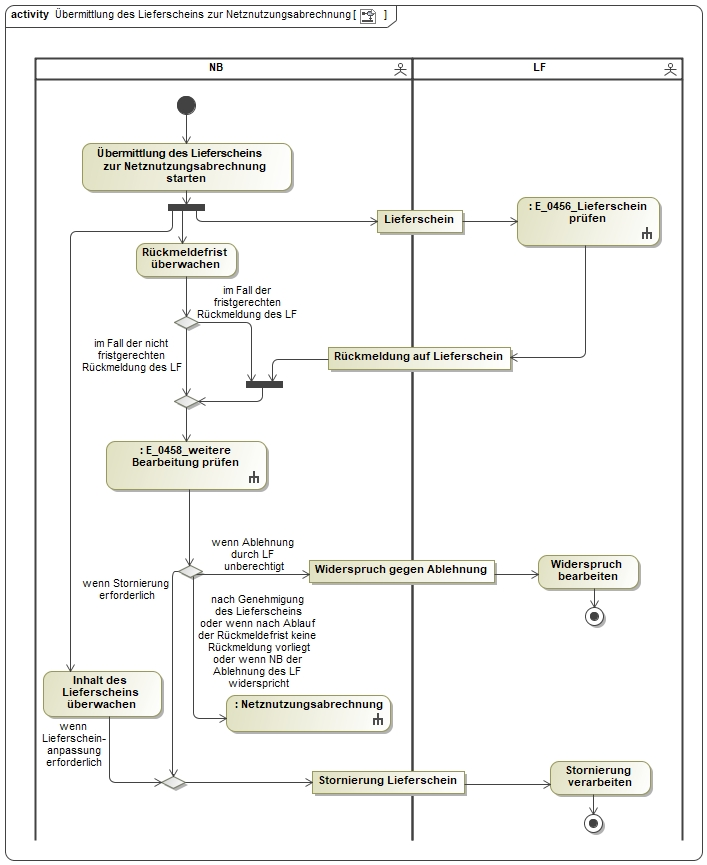 activity Übermittlung des Lieferscheins zur Netznutzungsabrechnung [ ]
NB
LF
Übermittlung des Lieferscheins
zur Netznutzungsabrechnung
starten
Lieferschein
: E_0456_Lieferschein
prüfen
Rückmeldefrist
überwachen
im Fall der
fristgerechten
Rückmeldung des LF
im Fall der nicht
fristgerechten
Rückmeldung des LF
Rückmeldung auf Lieferschein
: E_0458_weitere
Bearbeitung prüfen
wenn Ablehnung
durch LF
unberechtigt
Widerspruch gegen Ablehnung
Widerspruch
bearbeiten
wenn Stornierung
erforderlich
nach Genehmigung
des Lieferscheins
oder wenn nach Ablauf
der Rückmeldefrist keine
Rückmeldung vorliegt
oder wenn NB der
Ablehnung des LF
widerspricht
Inhalt des
Lieferscheins
überwachen
: Netznutzungsabrechnung
wenn
Lieferschein-
anpassung
erforderlich
Stornierung Lieferschein
Stornierung
verarbeiten